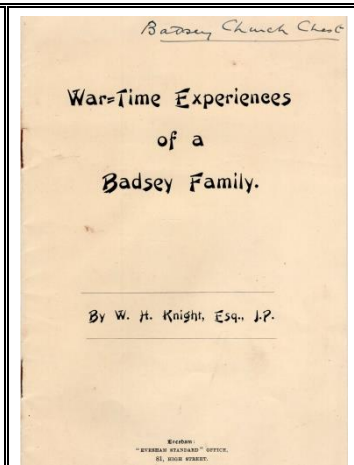 Badsey Church Chest
War=Time Experiences
of a
Badsey Family.
By W. H. Knight, Esq., J.P.
Evesham:
"EVESHAM STANDARD" OFFICE,
81, HIGH STREET.